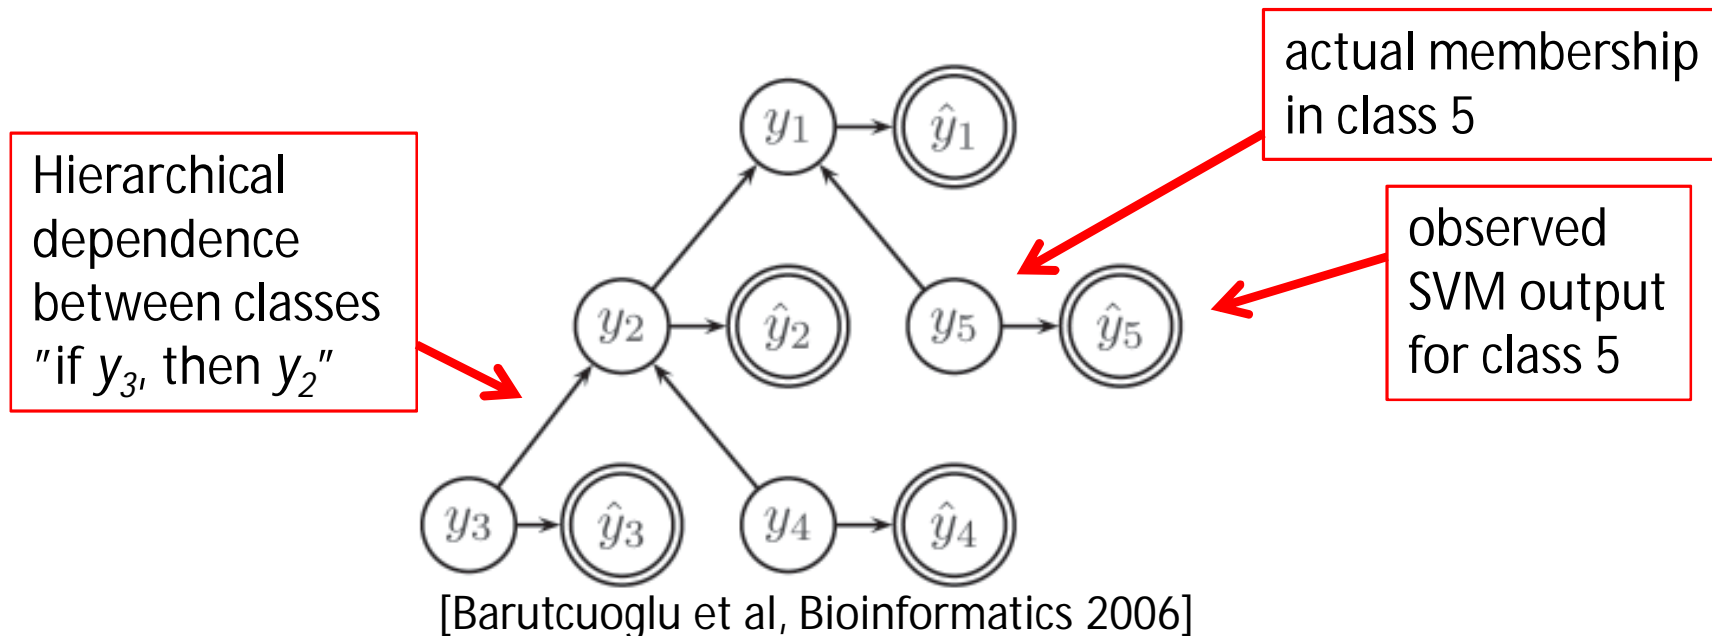 Hierarchical
dependence
between classes
"if y₃, then y₂"
y₁
ŷ₁
actual membership
in class 5
y₂
ŷ₂
y₅
ŷ₅
observed
SVM output
for class 5
y₃
ŷ₃
y₄
ŷ₄
[Barutcuoglu et al, Bioinformatics 2006]